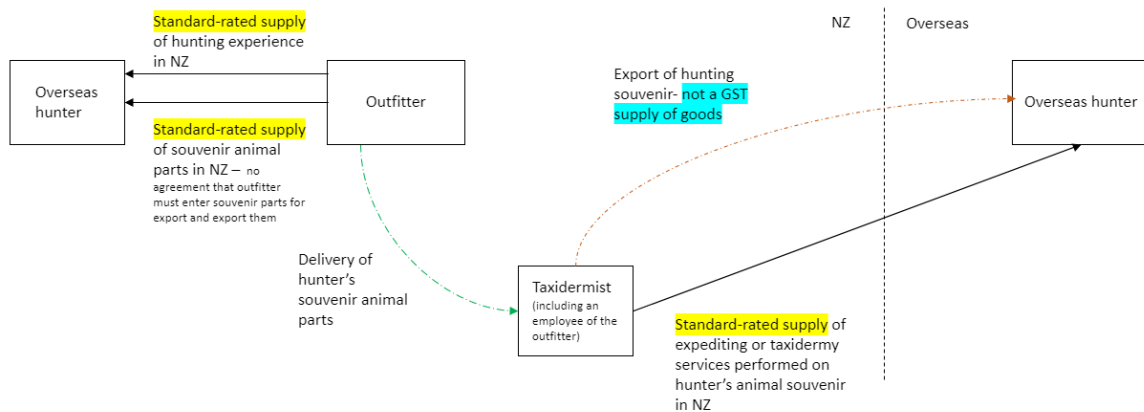 Standard-rated supply
of hunting experience
in NZ
NZ
Overseas
Overseas
hunter
Outfitter
Export of hunting
souvenir- not a GST
supply of goods
Overseas hunter
Standard-rated supply
of souvenir animal
parts in NZ – no
agreement that outfitter
must enter souvenir parts for
export and export them
Delivery of
hunter's
souvenir animal
parts
Taxidermist
(including an
employee of the
outfitter)
Standard-rated supply of
expediting or taxidermy
services performed on
hunter's animal souvenir
in NZ